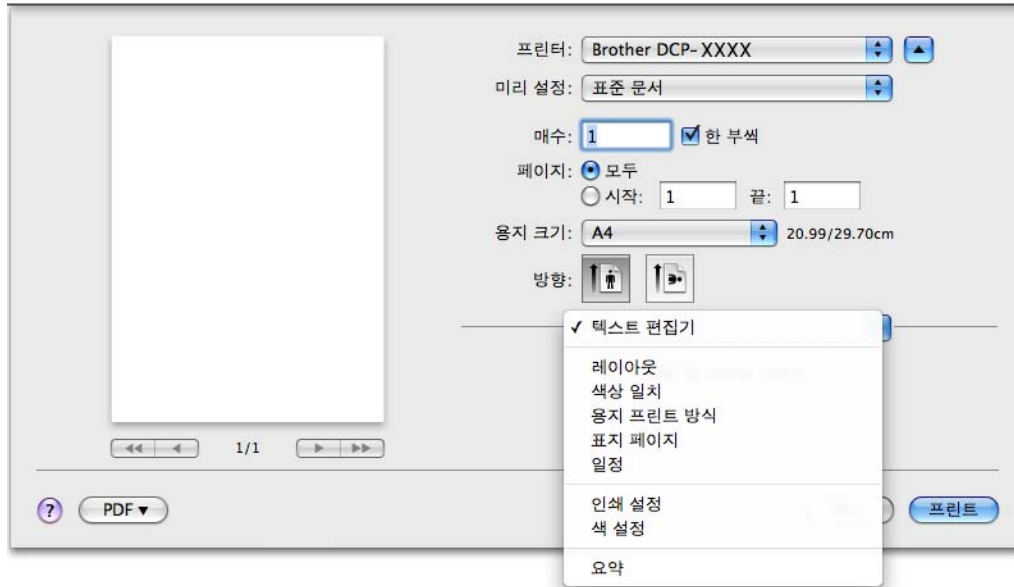 프린터: Brother DCP-XXXX
미리 설정: 표준 문서
매수: 1 한 부씩
페이지: 모두
시작: 1 끝: 1
용지 크기: A4 20.99/29.70cm
방향:
✓ 텍스트 편집기
레이아웃
색상 일치
용지 프린트 방식
표지 페이지
일정
인쇄 설정
색 설정
요약
1/1
? PDF▼ 프린트